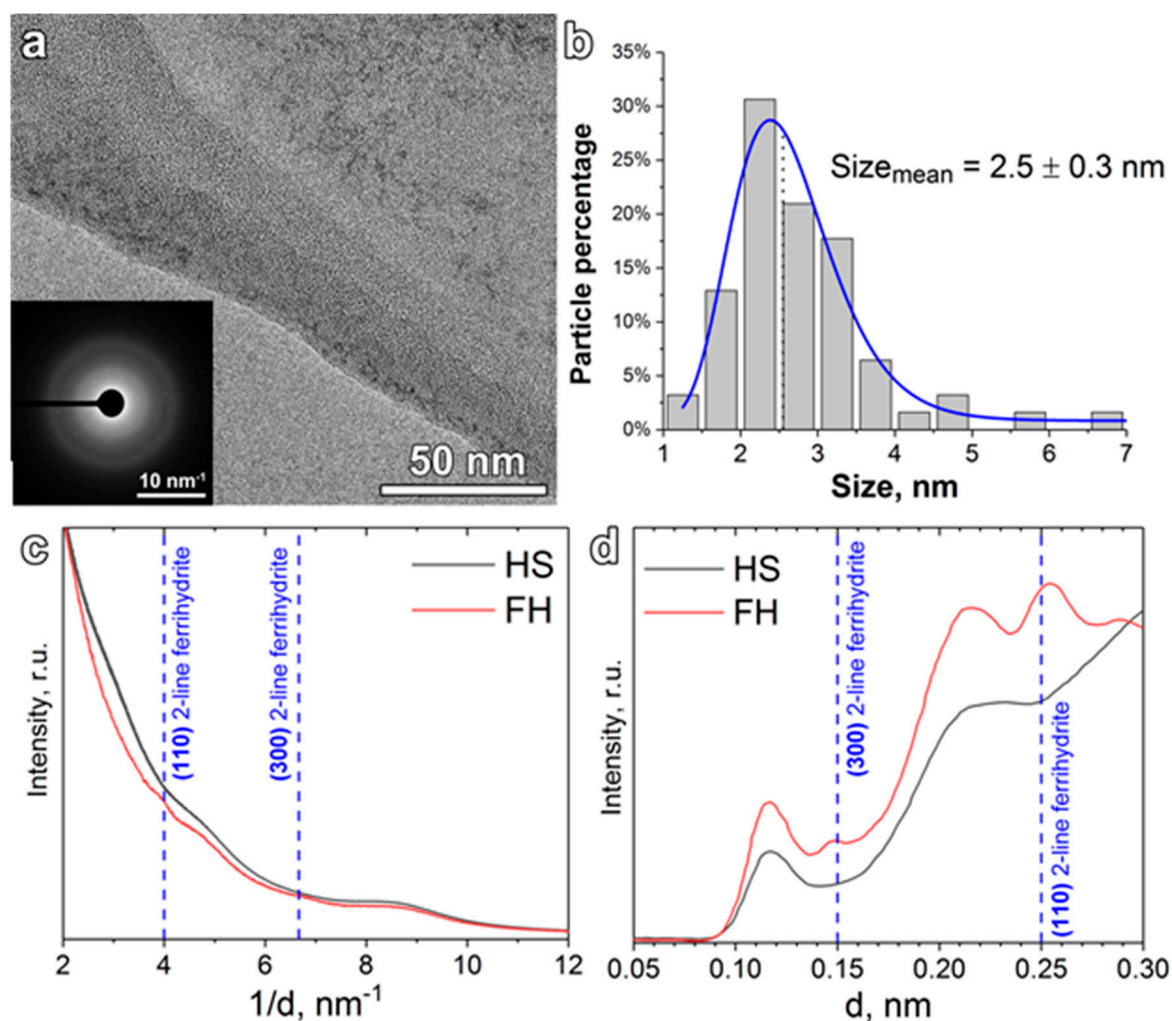 a
50 nm
10 nm⁻¹
b
35%
30%
25%
20%
15%
10%
5%
0%
Particle percentage
Size_mean = 2.5 ± 0.3 nm
1 2 3 4 5 6 7
Size, nm
c
HS
FH
(110) 2-line ferrihydrite
(300) 2-line ferrihydrite
Intensity, r.u.
2 4 6 8 10 12
1/d, nm⁻¹
d
HS
FH
(300) 2-line ferrihydrite
(110) 2-line ferrihydrite
Intensity, r.u.
0.05 0.10 0.15 0.20 0.25 0.30
d, nm